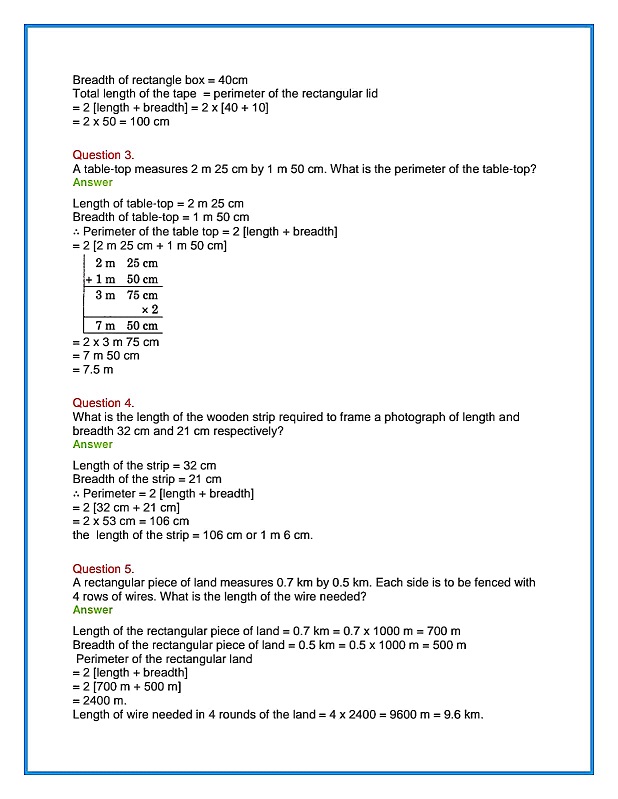 Breadth of rectangle box = 40cm
Total length of the tape = perimeter of the rectangular lid
= 2 [length + breadth] = 2 x [40 + 10]
= 2 x 50 = 100 cm
Question 3.
A table-top measures 2 m 25 cm by 1 m 50 cm. What is the perimeter of the table-top?
Answer
Length of table-top = 2 m 25 cm
Breadth of table-top = 1 m 50 cm
∴ Perimeter of the table top = 2 [length + breadth]
= 2 [2 m 25 cm + 1 m 50 cm]
2 m 25 cm
+ 1 m 50 cm
3 m 75 cm
× 2
7 m 50 cm
= 2 x 3 m 75 cm
= 7 m 50 cm
= 7.5 m
Question 4.
What is the length of the wooden strip required to frame a photograph of length and
breadth 32 cm and 21 cm respectively?
Answer
Length of the strip = 32 cm
Breadth of the strip = 21 cm
∴ Perimeter = 2 [length + breadth]
= 2 [32 cm + 21 cm]
= 2 x 53 cm = 106 cm
the length of the strip = 106 cm or 1 m 6 cm.
Question 5.
A rectangular piece of land measures 0.7 km by 0.5 km. Each side is to be fenced with
4 rows of wires. What is the length of the wire needed?
Answer
Length of the rectangular piece of land = 0.7 km = 0.7 x 1000 m = 700 m
Breadth of the rectangular piece of land = 0.5 km = 0.5 x 1000 m = 500 m
Perimeter of the rectangular land
= 2 [length + breadth]
= 2 [700 m + 500 m]
= 2400 m.
Length of wire needed in 4 rounds of the land = 4 x 2400 = 9600 m = 9.6 km.